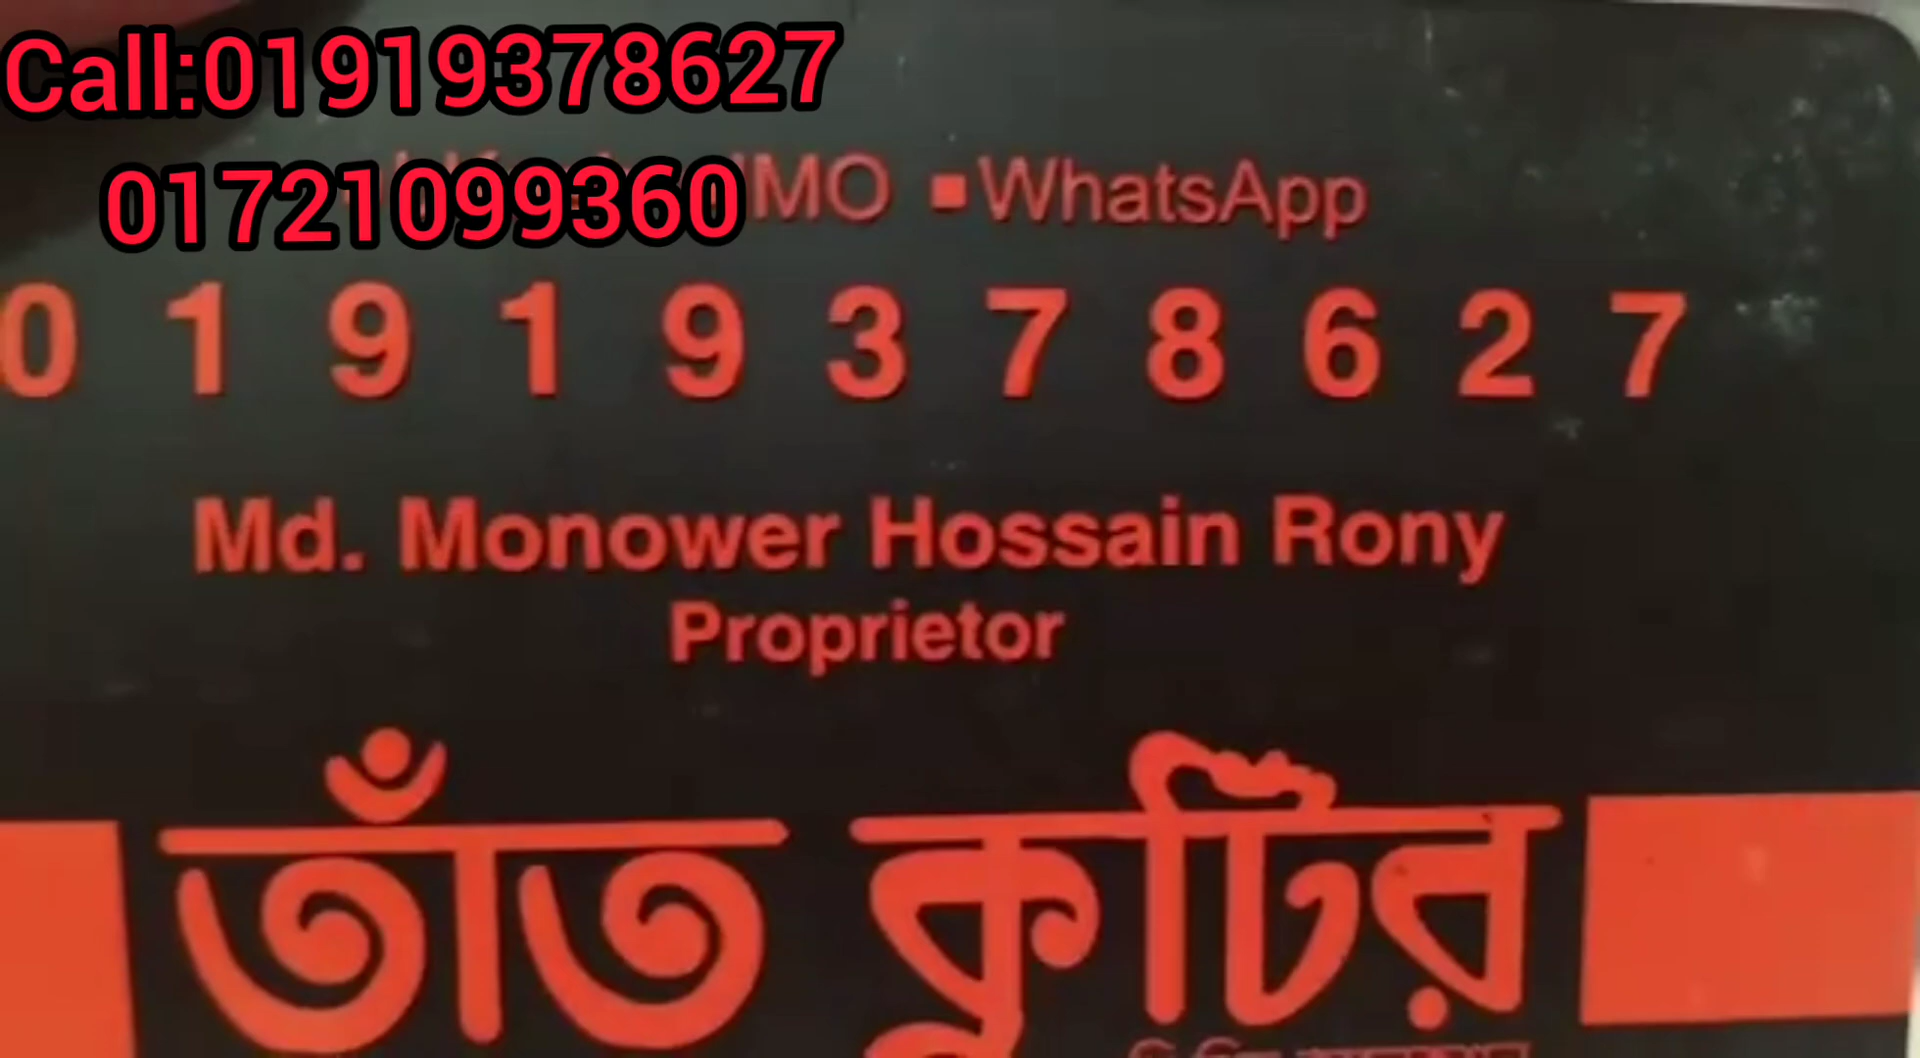 Call:01919378627
01721099360
IMO ▪WhatsApp
0 1 9 1 9 3 7 8 6 2 7
Md. Monower Hossain Rony
Proprietor
তাঁত কুটির